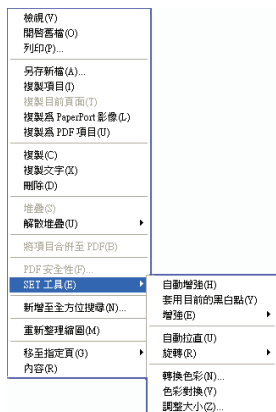 檢視(V)
開啓舊檔(O)
列印(P)...
另存新檔(A)...
複製項目(I)
複製目前頁面(T)
複製為 PaperPort 影像(L)
複製為 PDF 項目(U)
複製(C)
複製文字(X)
刪除(D)
堆疊(S)
解散堆疊(U)
將項目合併至 PDF(B)
PDF 安全性(F)...
SET 工具(E)
新增至全方位搜尋(N)...
重新整理縮圖(M)
移至指定頁(G)
內容(R)
自動增強(H)
套用目前的黑白點(Y)
增強(E)
自動拉直(U)
旋轉(R)
轉換色彩(N)...
色彩對換(V)
調整大小(Z)...